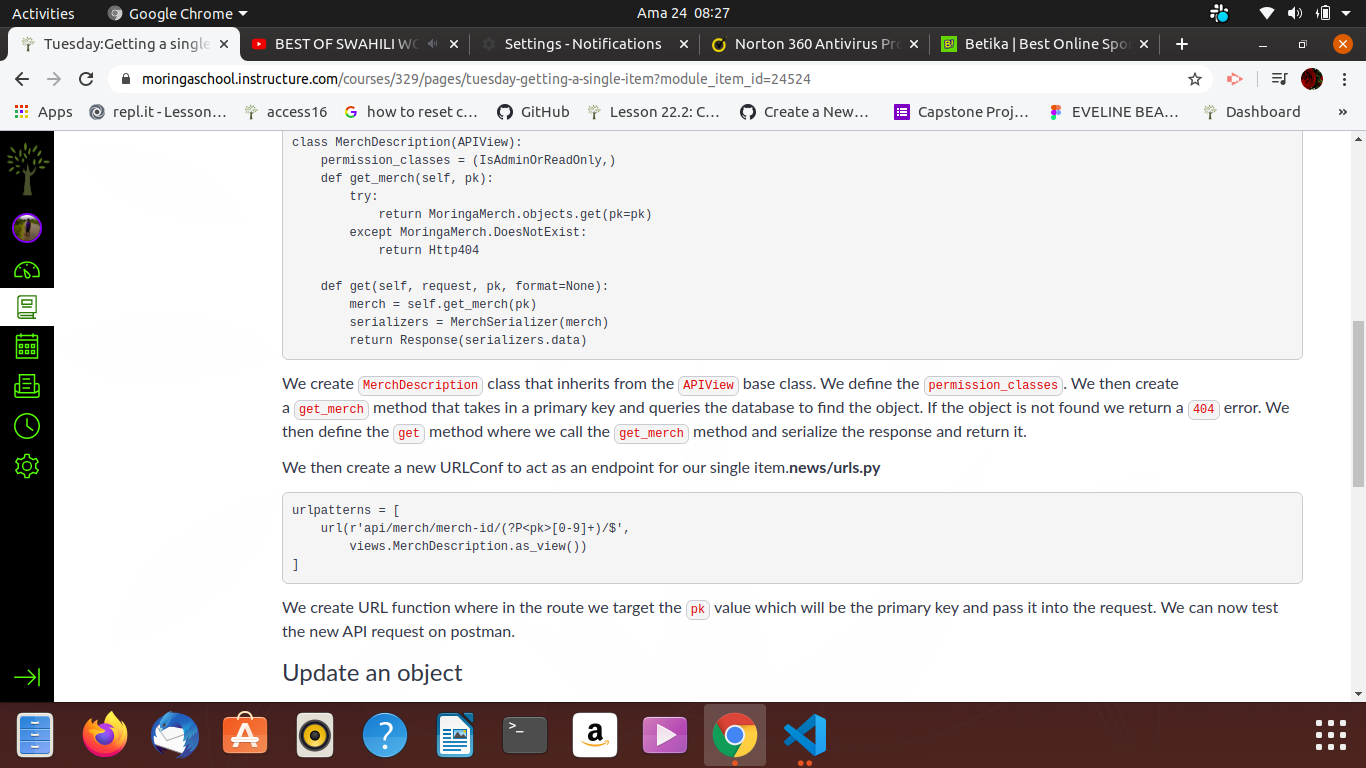 Activities
Google Chrome
Ama 24 08:27
Tuesday:Getting a single
BEST OF SWAHILI WO
Settings - Notifications
Norton 360 Antivirus Pr
Betika | Best Online Spo
moringaschool.instructure.com/courses/329/pages/tuesday-getting-a-single-item?module_item_id=24524
Apps
repl.it - Lesson...
access16
how to reset c...
GitHub
Lesson 22.2: C...
Create a New...
Capstone Proj...
EVELINE BEA...
Dashboard
»
class MerchDescription(APIView):
    permission_classes = (IsAdminOrReadOnly,)
    def get_merch(self, pk):
        try:
            return MoringaMerch.objects.get(pk=pk)
        except MoringaMerch.DoesNotExist:
            return Http404
    def get(self, request, pk, format=None):
        merch = self.get_merch(pk)
        serializers = MerchSerializer(merch)
        return Response(serializers.data)
We create MerchDescription class that inherits from the APIView base class. We define the permission_classes. We then create
a get_merch method that takes in a primary key and queries the database to find the object. If the object is not found we return a 404 error. We
then define the get method where we call the get_merch method and serialize the response and return it.
We then create a new URLConf to act as an endpoint for our single item.news/urls.py
urlpatterns = [
    url(r'api/merch/merch-id/(?P<pk>[0-9]+)/$',
        views.MerchDescription.as_view())
]
We create URL function where in the route we target the pk value which will be the primary key and pass it into the request. We can now test
the new API request on postman.
Update an object